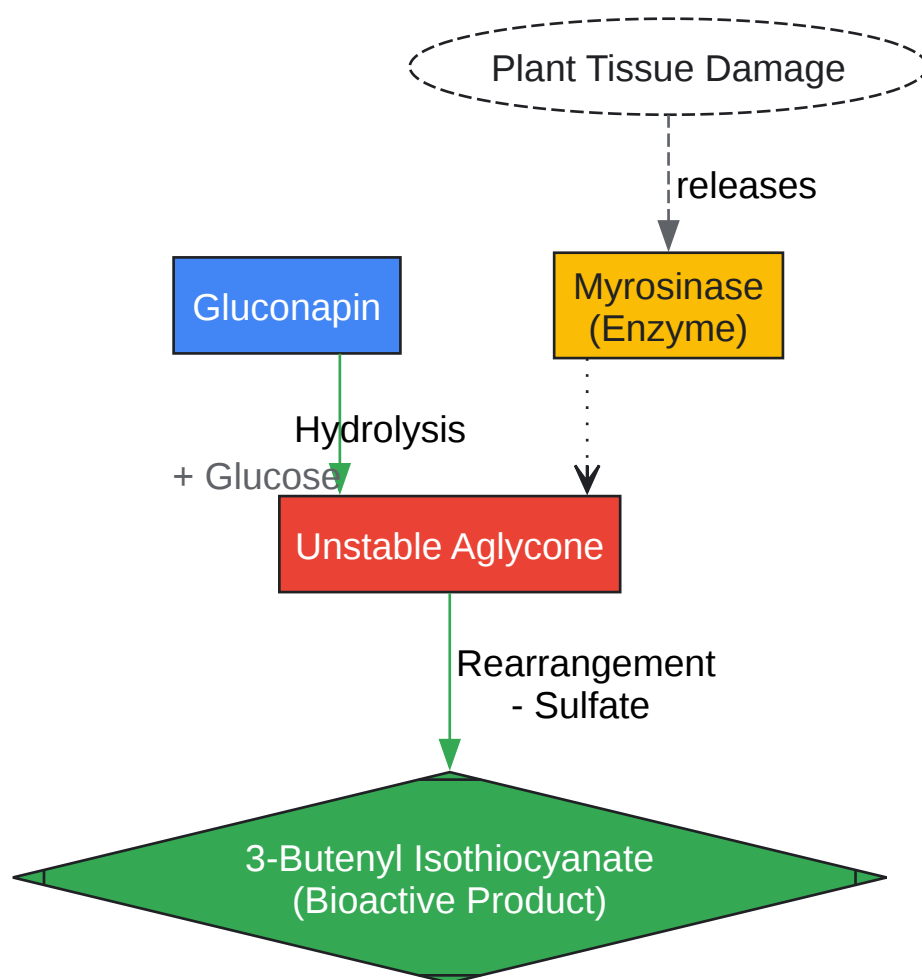 Plant Tissue Damage
releases
Gluconapin
Myrosinase
(Enzyme)
Hydrolysis
+ Glucose
Unstable Aglycone
Rearrangement
- Sulfate
3-Butenyl Isothiocyanate
(Bioactive Product)